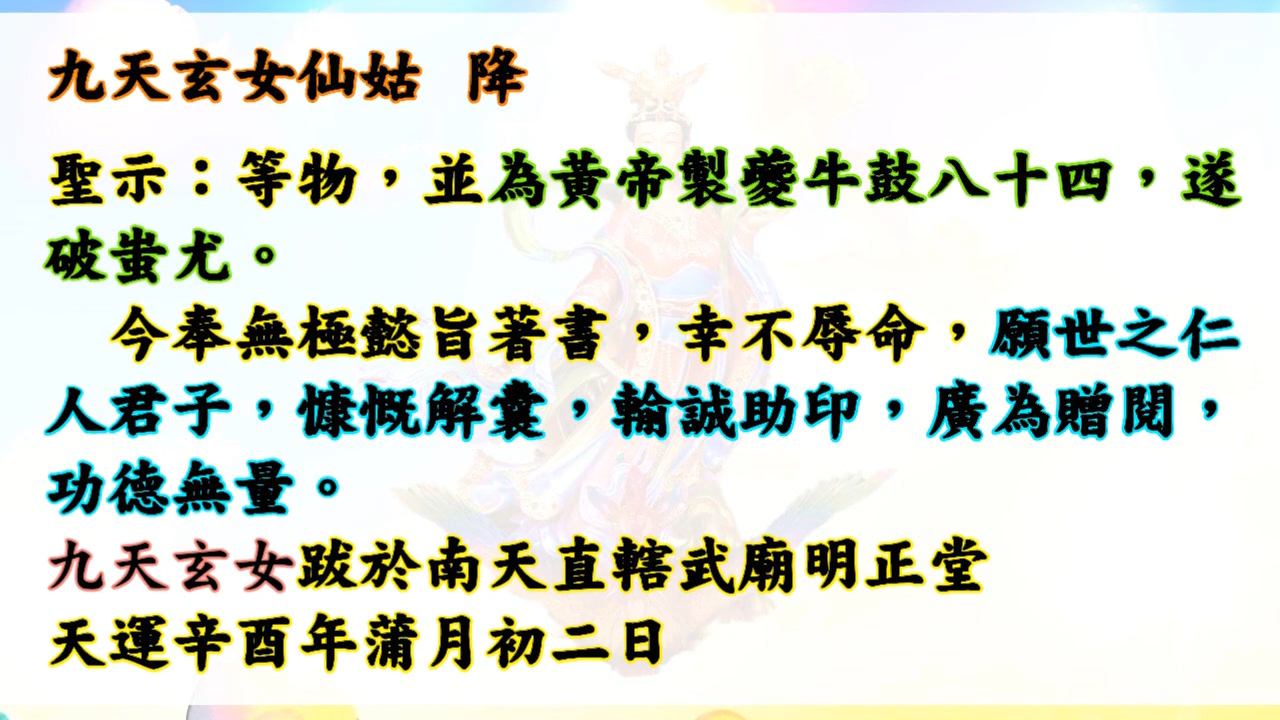 九天玄女仙姑 降
聖示：等物，並為黃帝製夔牛鼓八十四，遂
破蚩尤。
今奉無極懿旨著書，幸不辱命，願世之仁
人君子，慷慨解囊，輸誠助印，廣為贈閱，
功德無量。
九天玄女跋於南天直轄武廟明正堂
天運辛酉年蒲月初二日